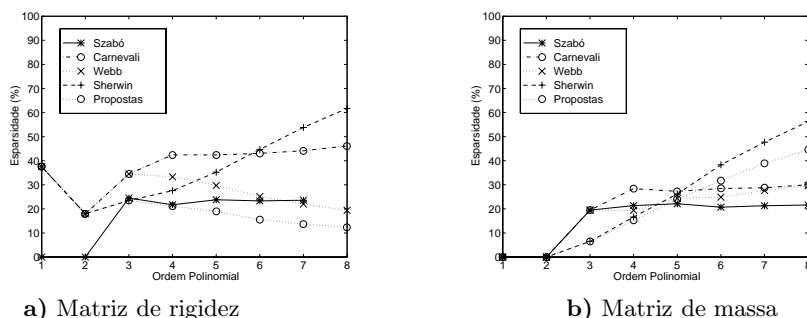 100
90
80
70
60
50
40
30
20
10
0
Esparsidade (%)
Szabó
Carnevali
Webb
Sherwin
Propostas
1 2 3 4 5 6 7 8
Ordem Polinomial
a) Matriz de rigidez
100
90
80
70
60
50
40
30
20
10
0
Esparsidade (%)
Szabó
Carnevali
Webb
Sherwin
Propostas
1 2 3 4 5 6 7 8
Ordem Polinomial
b) Matriz de massa